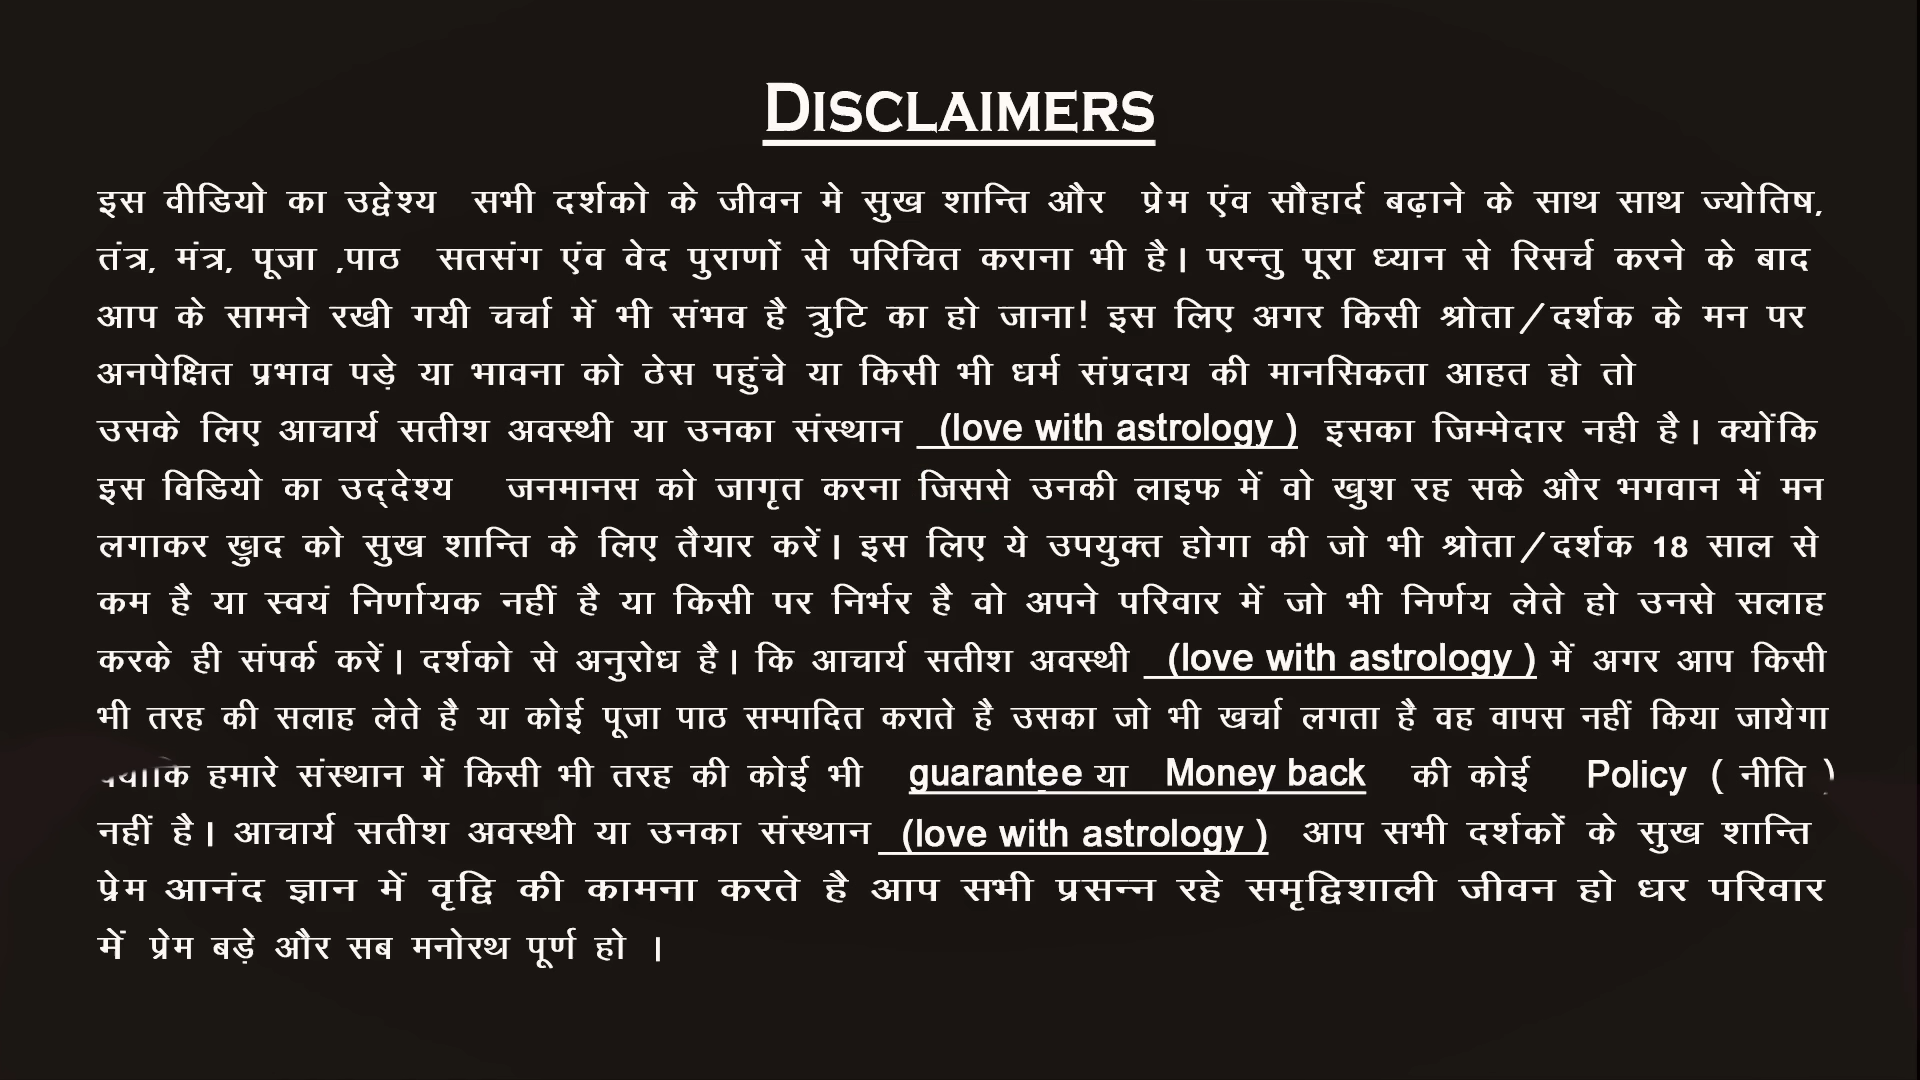 DISCLAIMERS
इस वीडियो का उद्वेश्य सभी दर्शको के जीवन मे सुख शान्ति और प्रेम एंव सौहार्द बढ़ाने के साथ साथ ज्योतिष,
तंत्र, मंत्र, पूजा ,पाठ सतसंग एंव वेद पुराणों से परिचित कराना भी है। परन्तु पूरा ध्यान से रिसर्च करने के बाद
आप के सामने रखी गयी चर्चा में भी संभव है त्रुटि का हो जाना! इस लिए अगर किसी श्रोता/दर्शक के मन पर
अनपेक्षित प्रभाव पड़े या भावना को ठेस पहुंचे या किसी भी धर्म संप्रदाय की मानसिकता आहत हो तो
उसके लिए आचार्य सतीश अवस्थी या उनका संस्थान (love with astrology ) इसका जिम्मेदार नही है। क्योंकि
इस विडियो का उद्‌देश्य जनमानस को जागृत करना जिससे उनकी लाइफ में वो खुश रह सके और भगवान में मन
लगाकर खुद को सुख शान्ति के लिए तैयार करें। इस लिए ये उपयुक्त होगा की जो भी श्रोता/दर्शक 18 साल से
कम है या स्वयं निर्णायक नहीं है या किसी पर निर्भर है वो अपने परिवार में जो भी निर्णय लेते हो उनसे सलाह
करके ही संपर्क करें। दर्शको से अनुरोध है। कि आचार्य सतीश अवस्थी (love with astrology ) में अगर आप किसी
भी तरह की सलाह लेते है या कोई पूजा पाठ सम्पादित कराते है उसका जो भी खर्चा लगता है वह वापस नहीं किया जायेगा
हमारे संस्थान में किसी भी तरह की कोई भी guarantee या Money back की कोई Policy ( नीति )
नहीं है। आचार्य सतीश अवस्थी या उनका संस्थान (love with astrology ) आप सभी दर्शकों के सुख शान्ति
प्रेम आनंद ज्ञान में वृद्वि की कामना करते है आप सभी प्रसन्न रहे समृद्विशाली जीवन हो धर परिवार
में प्रेम बड़े और सब मनोरथ पूर्ण हो ।